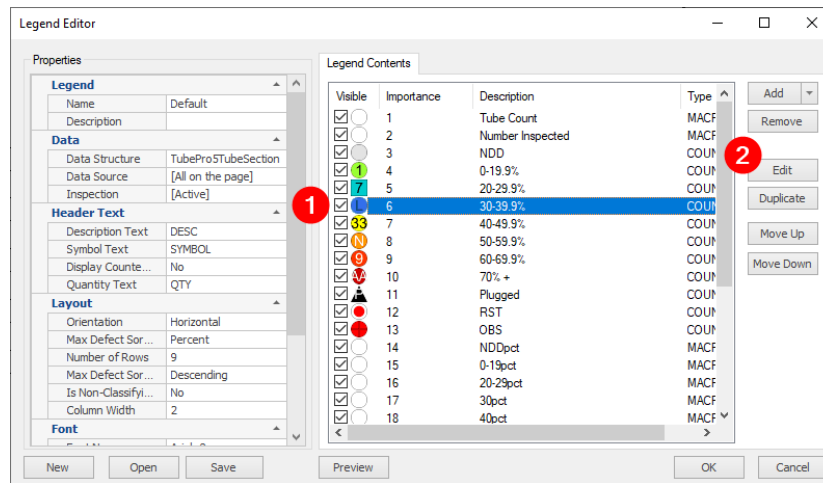 Legend Editor
Properties
Legend
Name Default
Description
Data
Data Structure TubePro5TubeSection
Data Source [All on the page]
Inspection [Active]
Header Text
Description Text DESC
Symbol Text SYMBOL
Display Counte... No
Quantity Text QTY
Layout
Orientation Horizontal
Max Defect Sor... Percent
Number of Rows 9
Max Defect Sor... Descending
Is Non-Classifyi... No
Column Width 2
Font
New Open Save
Legend Contents
Visible Importance Description Type
1 Tube Count MACF
2 Number Inspected MACF
3 NDD COUN
1 4 0-19.9% COUN
7 5 20-29.9% COUN
1 L 6 30-39.9% COUN
33 7 40-49.9% COUN
N 8 50-59.9% COUN
9 9 60-69.9% COUN
AA 10 70% + COUN
11 Plugged COUN
12 RST COUN
13 OBS COUN
14 NDDpct MACF
15 0-19pct MACF
16 20-29pct MACF
17 30pct MACF
18 40pct MACF
Preview
Add
Remove
2
Edit
Duplicate
Move Up
Move Down
OK Cancel